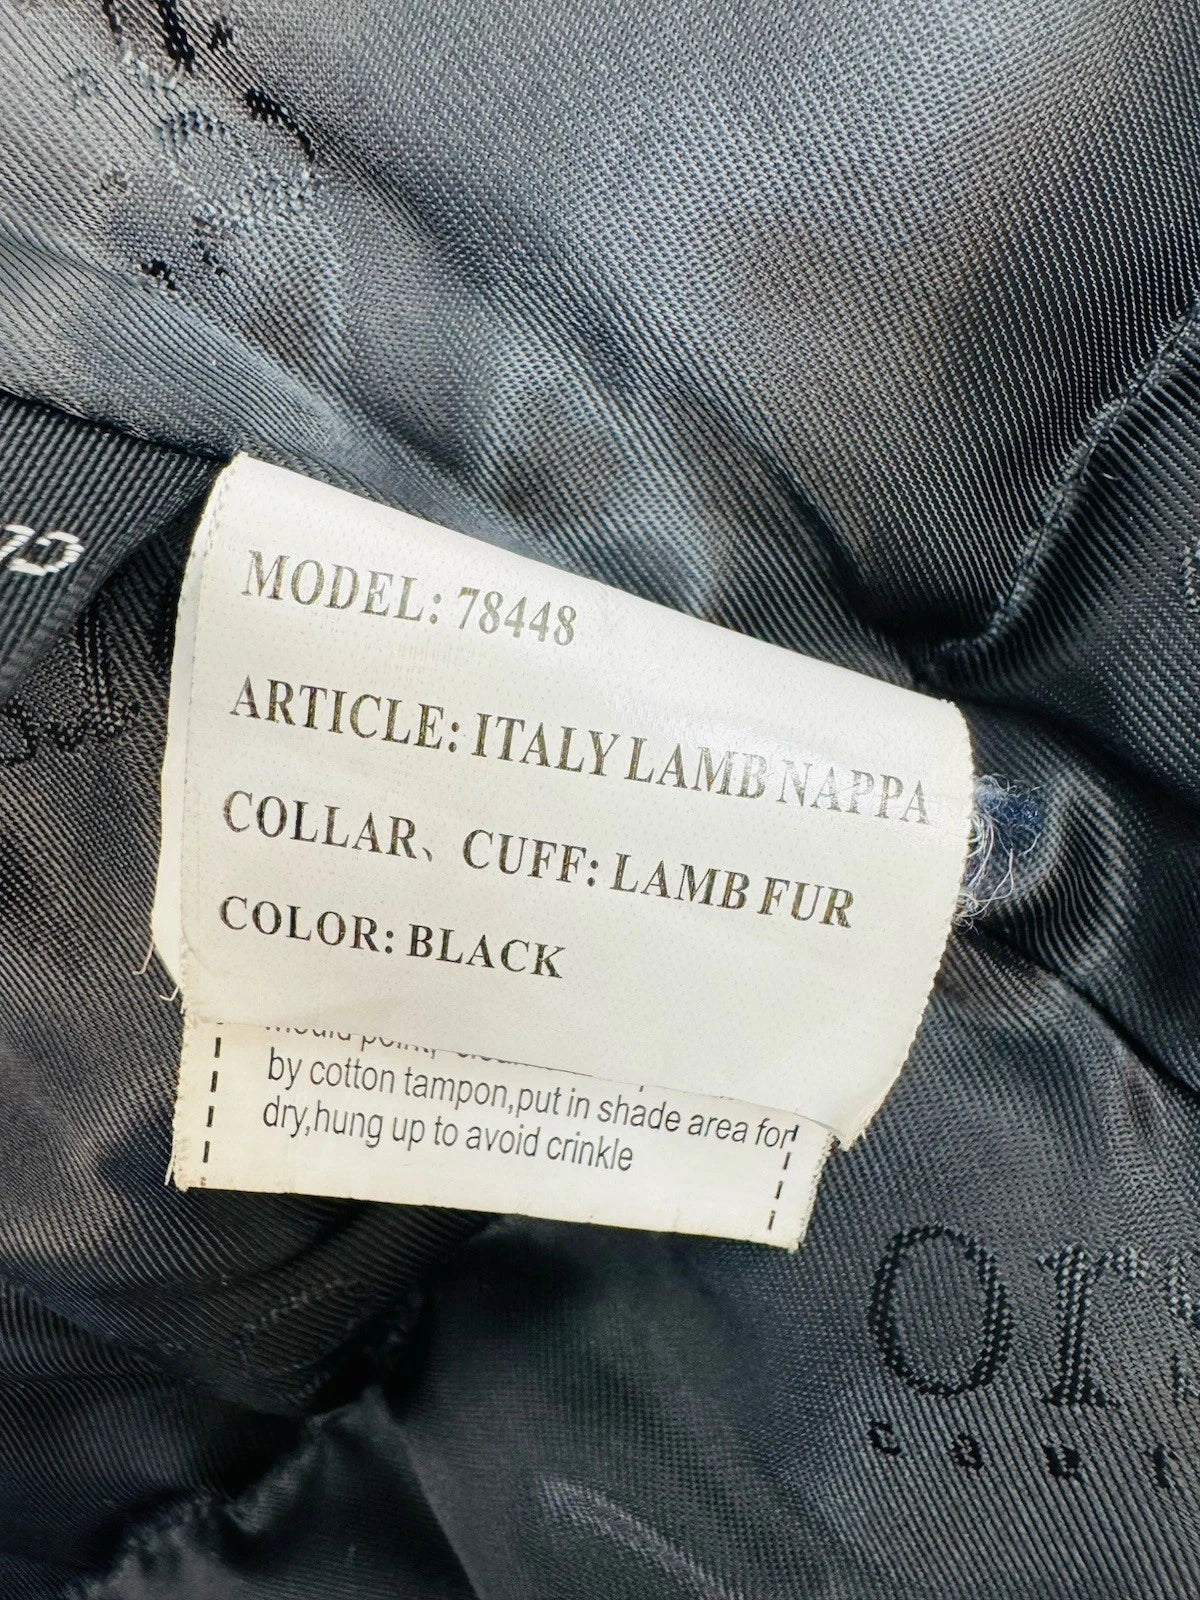 MODEL: 78448
ARTICLE: ITALY LAMB NAPPA
COLLAR、CUFF: LAMB FUR
COLOR: BLACK
by cotton tampon,put in shade area for
dry,hung up to avoid crinkle